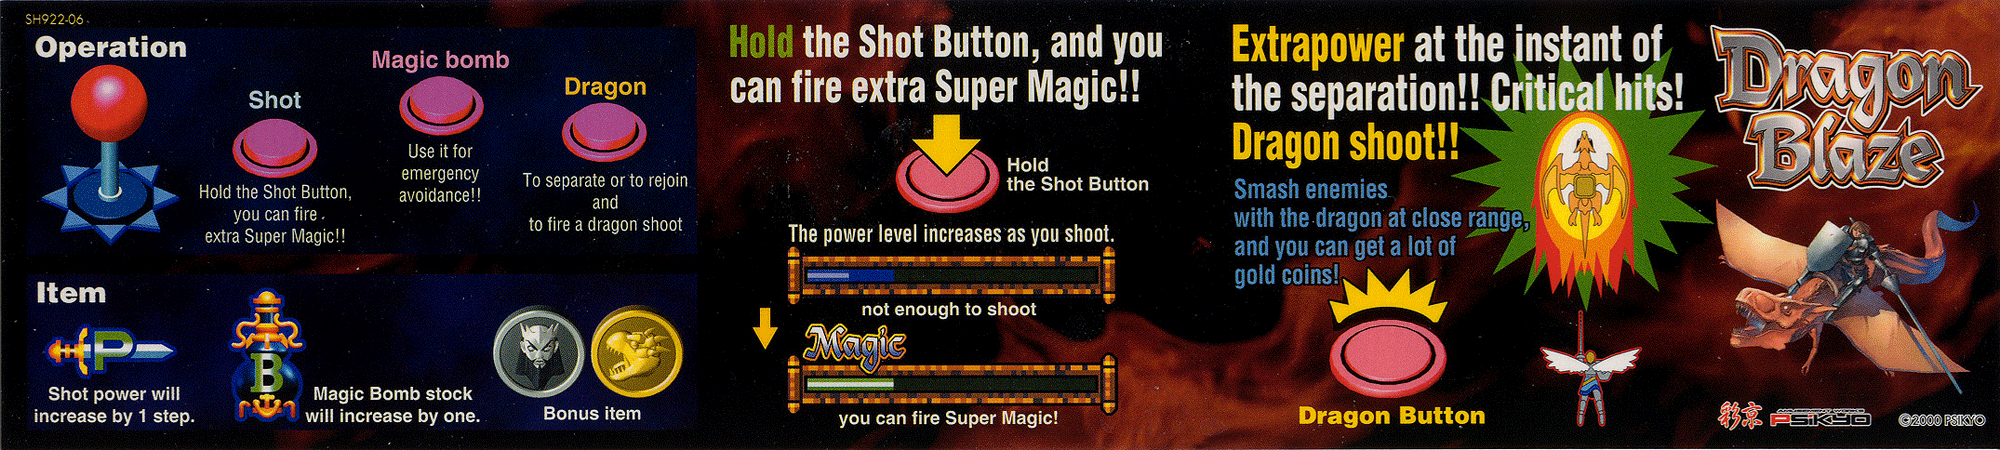 SH922-06
Operation
Shot
Hold the Shot Button,
you can fire
extra Super Magic!!
Magic bomb
Use it for
emergency
avoidance!!
Dragon
To separate or to rejoin
and
to fire a dragon shoot
Item
P
Shot power will
increase by 1 step.
B
Magic Bomb stock
will increase by one.
Bonus item
Hold the Shot Button, and you
can fire extra Super Magic!!
Hold
the Shot Button
The power level increases as you shoot.
not enough to shoot
Magic
you can fire Super Magic!
Extrapower at the instant of
the separation!! Critical hits!
Dragon shoot!!
Smash enemies
with the dragon at close range,
and you can get a lot of
gold coins!
Dragon Button
Dragon
Blaze
彩京 PSIKYO ©2000 PSIKYO